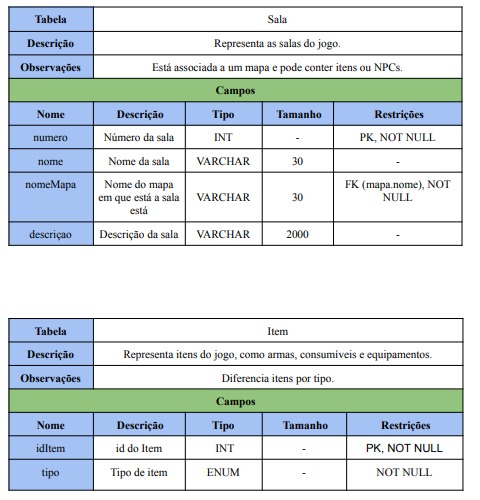 Tabela Sala
Descrição Representa as salas do jogo.
Observações Está associada a um mapa e pode conter itens ou NPCs.
Campos
Nome Descrição Tipo Tamanho Restrições
numero Número da sala INT - PK, NOT NULL
nome Nome da sala VARCHAR 30 -
nomeMapa Nome do mapa em que está a sala está VARCHAR 30 FK (mapa.nome), NOT NULL
descriçao Descrição da sala VARCHAR 2000 -
Tabela Item
Descrição Representa itens do jogo, como armas, consumíveis e equipamentos.
Observações Diferencia itens por tipo.
Campos
Nome Descrição Tipo Tamanho Restrições
idItem id do Item INT - PK, NOT NULL
tipo Tipo de item ENUM - NOT NULL